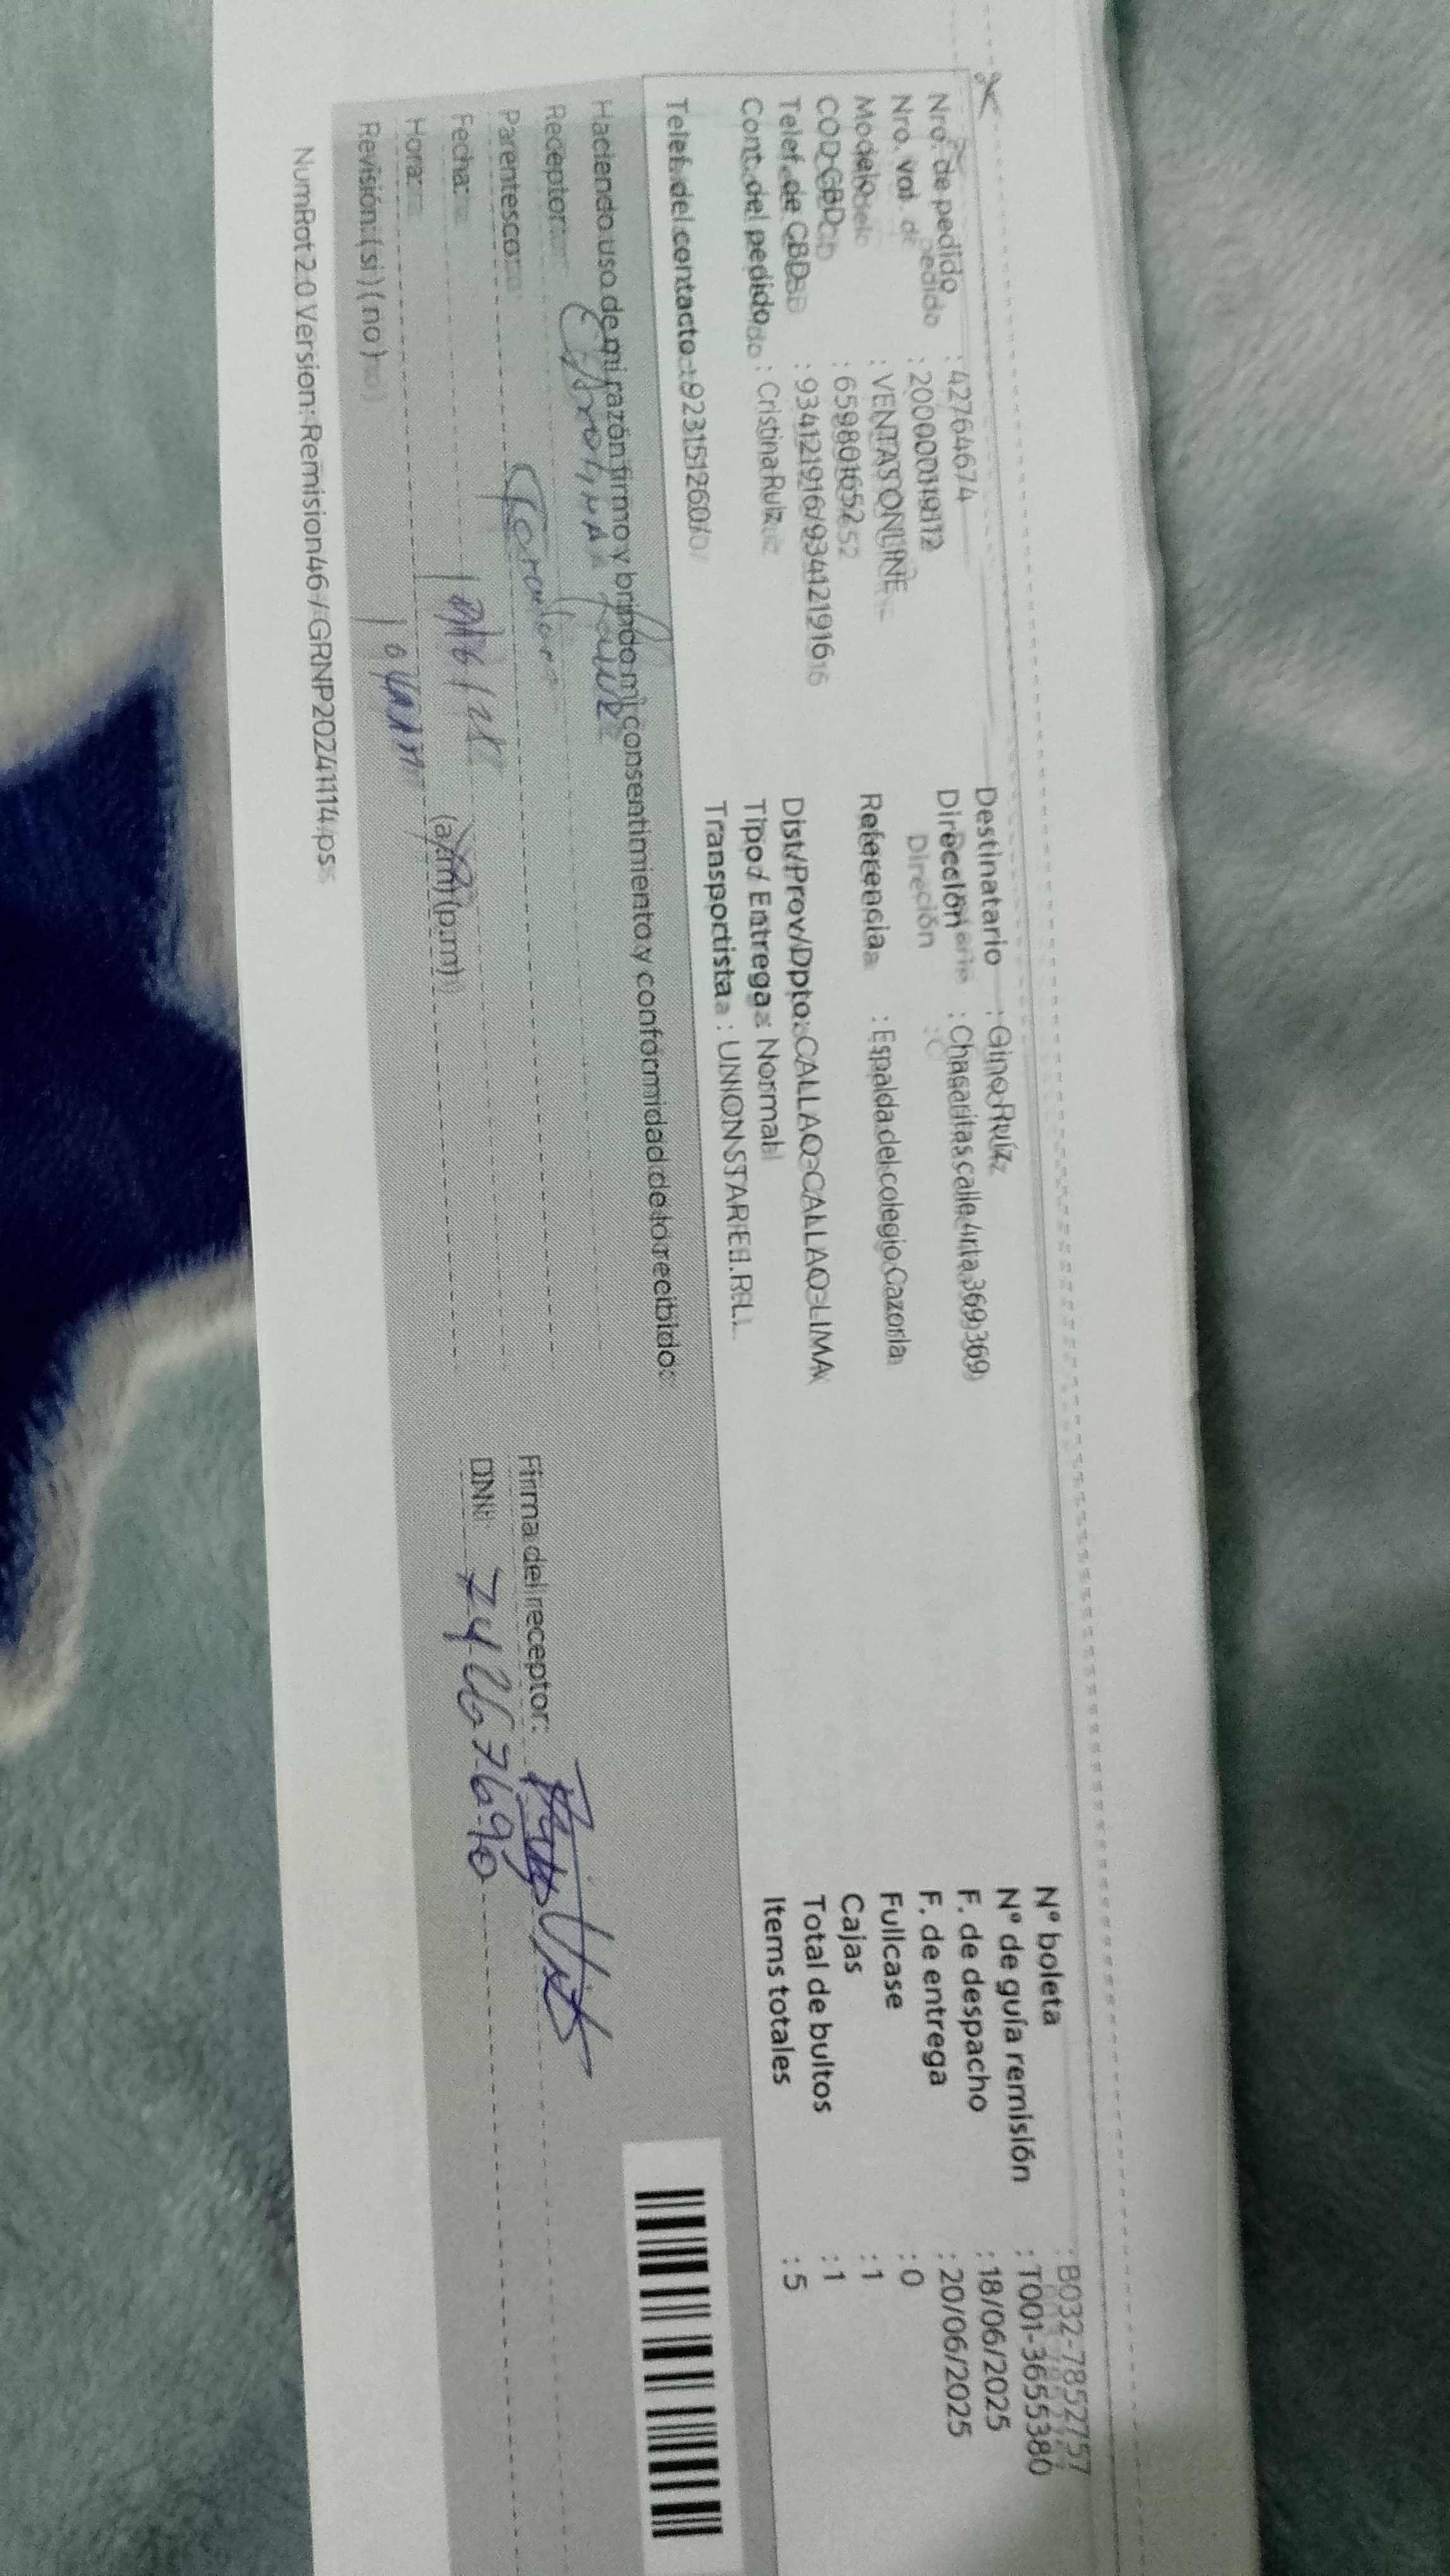 Nro. de pedido : 42764674
Nro. vol. de pedido : 20000119112
Modelo : VENTAS ONLINE
COD CBD : 6598016525
Telef. de CBD : 934121916/934121916
Cont. del pedido : Cristina Ruiz
Telef. del contacto : 923151260/
Destinatario : Gino Ruiz
Dirección : Chacaritas calle Arica 369 369
Referencia : Espalda del colegio Cazorla
Dist/Prov/Dpto: CALLAO-CALLAO-LIMA
Tipo Entrega: Normal
Transportista : UNION STAR E.I.R.L.
N° boleta : B032-7852757
N° de guía remisión : T001-3655380
F. de despacho : 18/06/2025
F. de entrega : 20/06/2025
Fullcase : 0
Cajas : 1
Total de bultos : 1
Items totales : 5
Haciendo uso de mi razón firmo y brindo mi consentimiento y conformidad de lo recibido:
Receptor:
Parentesco:
Fecha:
Hora: (a.m) (p.m)
Revisión: (si) (no)
Firma del receptor:
DNI:
NumRot 2.0 Version: Remision46 / GRNP20241114.ps